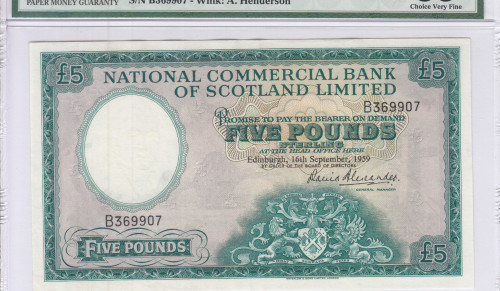 PAPER MONEY GUARANTY
S/N B369907 - Wmk: A. Henderson
Choice Very Fine
£5
£5
NATIONAL COMMERCIAL BANK
OF SCOTLAND LIMITED
B369907
PROMISE TO PAY THE BEARER ON DEMAND
FIVE POUNDS
STERLING
AT THE HEAD OFFICE HERE
Edinburgh, 16th September, 1959
BY ORDER OF THE BOARD OF DIRECTORS
David Alexander
GENERAL MANAGER
B369907
FIVE POUNDS
£5